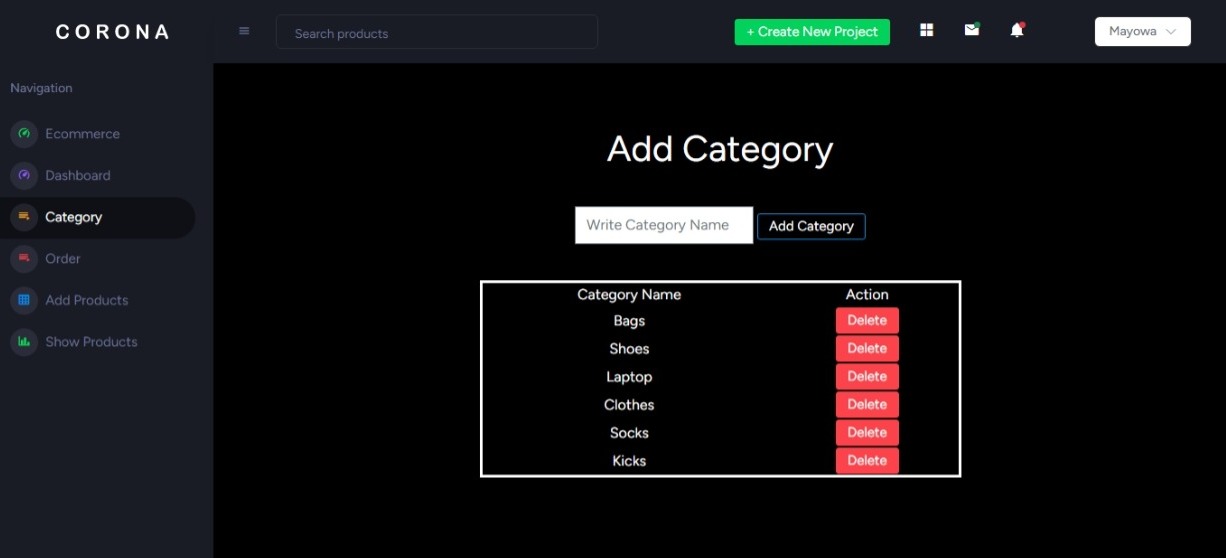 CORONA
Search products
+ Create New Project
Mayowa
Navigation
Ecommerce
Dashboard
Category
Order
Add Products
Show Products
Add Category
Write Category Name
Add Category
Category Name Action
Bags Delete
Shoes Delete
Laptop Delete
Clothes Delete
Socks Delete
Kicks Delete